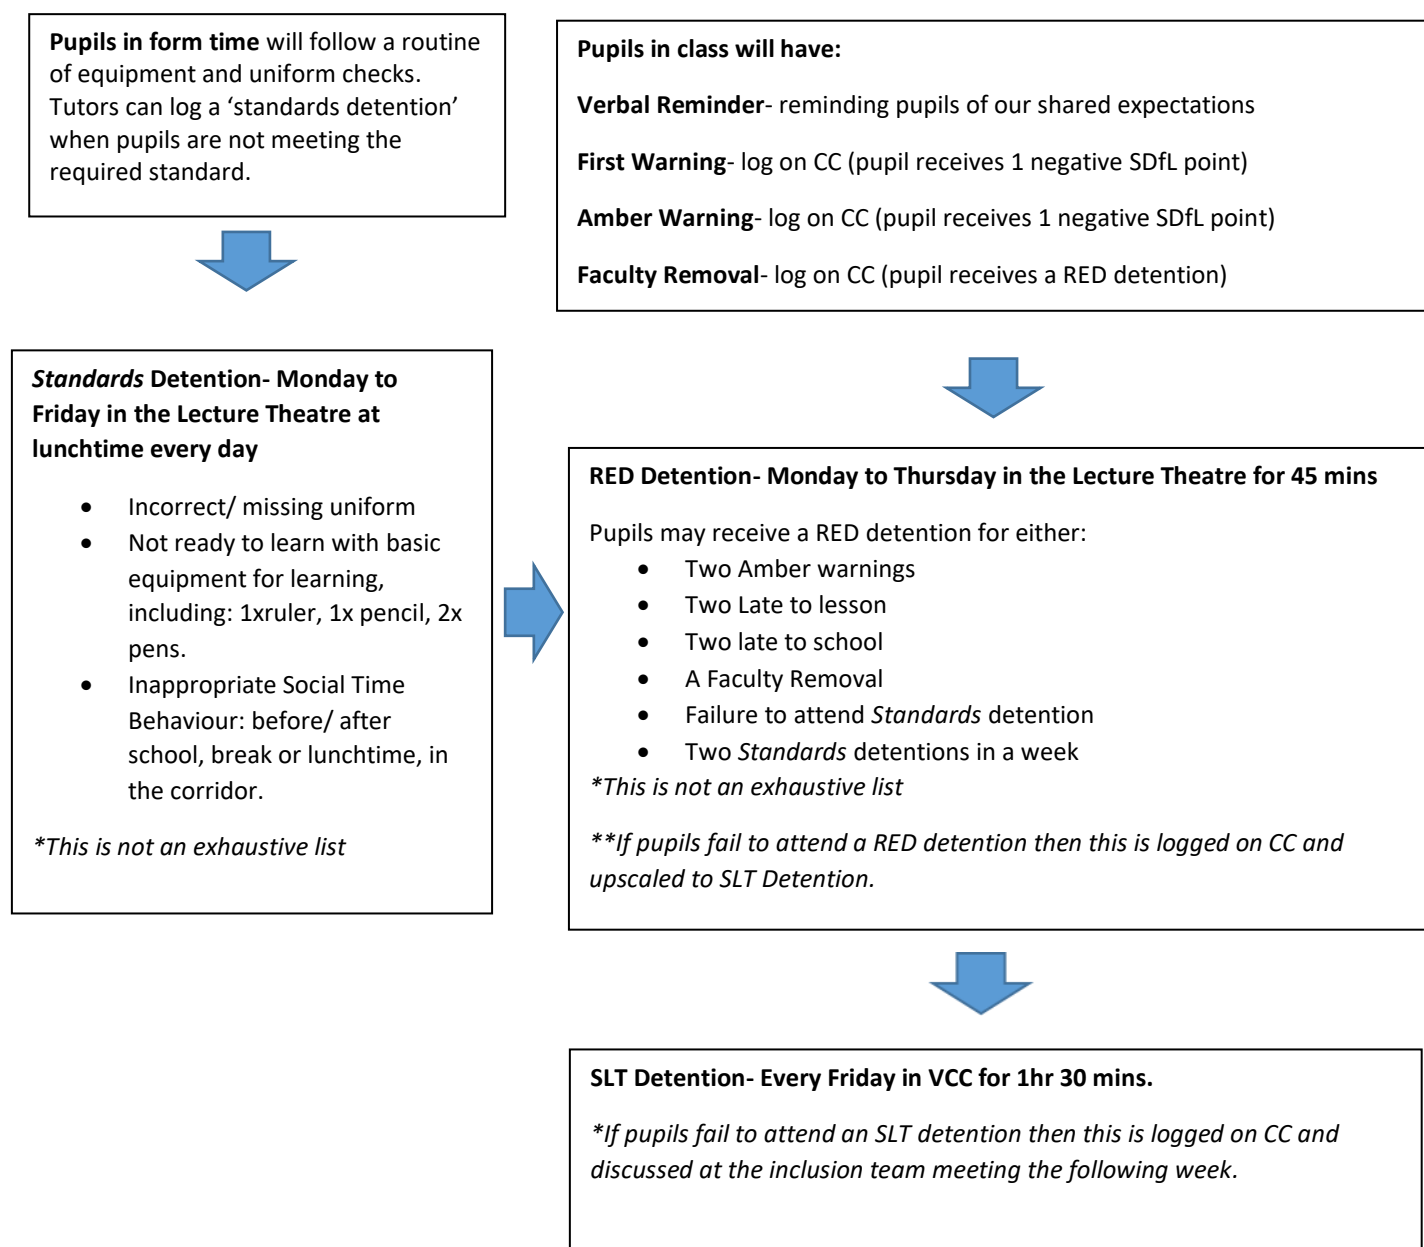 Pupils in form time will follow a routine
of equipment and uniform checks.
Tutors can log a ‘standards detention’
when pupils are not meeting the
required standard.
Pupils in class will have:
Verbal Reminder- reminding pupils of our shared expectations
First Warning- log on CC (pupil receives 1 negative SDfL point)
Amber Warning- log on CC (pupil receives 1 negative SDfL point)
Faculty Removal- log on CC (pupil receives a RED detention)
Standards Detention- Monday to
Friday in the Lecture Theatre at
lunchtime every day
• Incorrect/ missing uniform
• Not ready to learn with basic
equipment for learning,
including: 1xruler, 1x pencil, 2x
pens.
• Inappropriate Social Time
Behaviour: before/ after
school, break or lunchtime, in
the corridor.
*This is not an exhaustive list
RED Detention- Monday to Thursday in the Lecture Theatre for 45 mins
Pupils may receive a RED detention for either:
• Two Amber warnings
• Two Late to lesson
• Two late to school
• A Faculty Removal
• Failure to attend Standards detention
• Two Standards detentions in a week
*This is not an exhaustive list
**If pupils fail to attend a RED detention then this is logged on CC and
upscaled to SLT Detention.
SLT Detention- Every Friday in VCC for 1hr 30 mins.
*If pupils fail to attend an SLT detention then this is logged on CC and
discussed at the inclusion team meeting the following week.